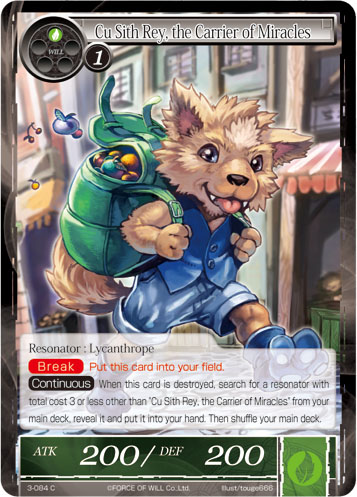 Cu Sith Rey, the Carrier of Miracles
WILL
1
Resonator : Lycanthrope
Break Put this card into your field.
Continuous When this card is destroyed, search for a resonator with
total cost 3 or less other than "Cu Sith Rey, the Carrier of Miracles" from your
main deck, reveal it and put it into your hand. Then shuffle your main deck.
ATK 200 / DEF 200
3-084 C ©FORCE OF WILL Co.,Ltd. Illust/touge666